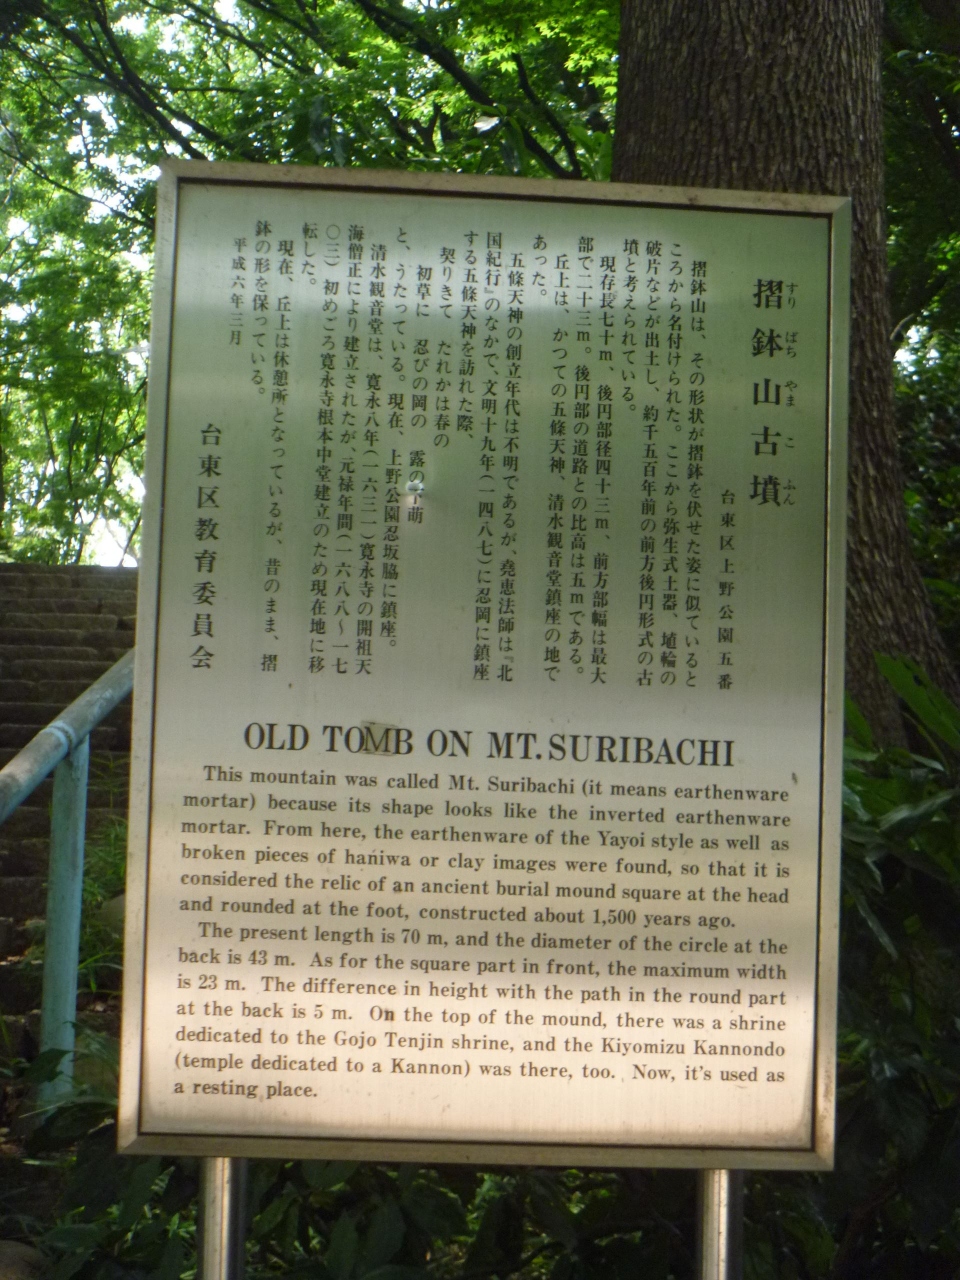 摺鉢山古墳
すり ばち やま こ ふん
台東区上野公園五番
摺鉢山は、その形状が摺鉢を伏せた姿に似ていると
ころから名付けられた。ここから弥生式土器、埴輪の
破片などが出土し、約千五百年前の前方後円形式の古
墳と考えられている。
現存長七十m、後円部径四十三m、前方部幅は最大
部で二十三m。後円部の道路との比高は五mである。
丘上は、かつての五條天神、清水観音堂鎮座の地で
あった。
五條天神の創立年代は不明であるが、堯恵法師は『北
国紀行』のなかで、文明十九年(一四八七)に忍岡に鎮座
する五條天神を訪れた際、
契りきて たれかは春の
初草に 忍びの岡の 露の下萌
と、うたっている。現在、上野公園忍坂脇に鎮座。
清水観音堂は、寛永八年(一六三一)寛永寺の開祖天
海僧正により建立されたが、元禄年間(一六八八〜一七
〇三)初めごろ寛永寺根本中堂建立のため現在地に移
転した。
現在、丘上は休憩所となっているが、昔のまま、摺
鉢の形を保っている。
平成六年三月
台東区教育委員会
OLD TOMB ON MT.SURIBACHI
This mountain was called Mt. Suribachi (it means earthenware
mortar) because its shape looks like the inverted earthenware
mortar. From here, the earthenware of the Yayoi style as well as
broken pieces of haniwa or clay images were found, so that it is
considered the relic of an ancient burial mound square at the head
and rounded at the foot, constructed about 1,500 years ago.
The present length is 70 m, and the diameter of the circle at the
back is 43 m. As for the square part in front, the maximum width
is 23 m. The difference in height with the path in the round part
at the back is 5 m. On the top of the mound, there was a shrine
dedicated to the Gojo Tenjin shrine, and the Kiyomizu Kannondo
(temple dedicated to a Kannon) was there, too. Now, it's used as
a resting place.